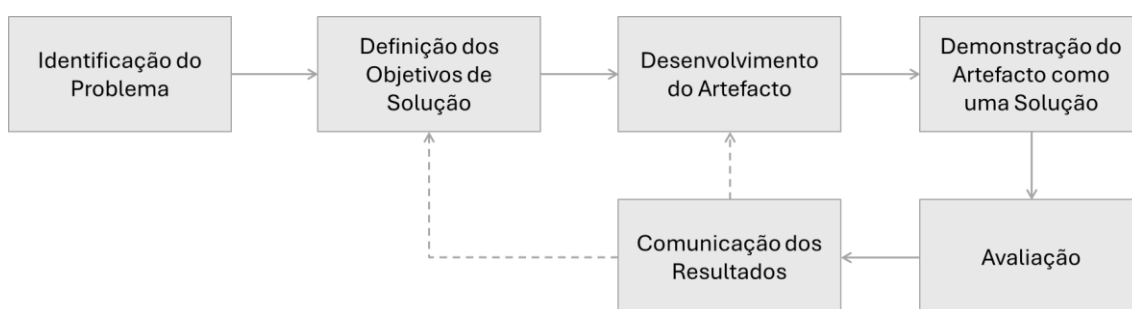 Identificação do
Problema
Definição dos
Objetivos de
Solução
Desenvolvimento
do Artefacto
Demonstração do
Artefacto como
uma Solução
Avaliação
Comunicação dos
Resultados